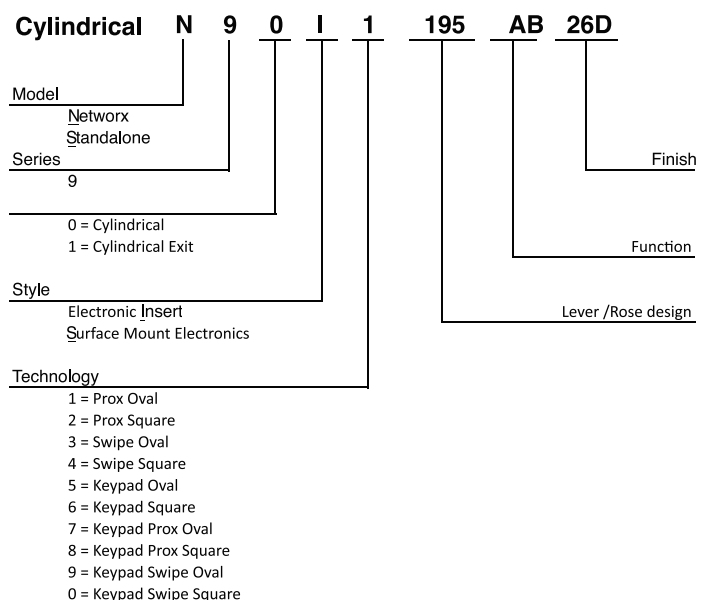 Cylindrical N 9 0 I 1 195 AB 26D
Model
Networx
Standalone
Series
9
Finish
0 = Cylindrical
1 = Cylindrical Exit
Function
Style
Electronic Insert
Surface Mount Electronics
Lever /Rose design
Technology
1 = Prox Oval
2 = Prox Square
3 = Swipe Oval
4 = Swipe Square
5 = Keypad Oval
6 = Keypad Square
7 = Keypad Prox Oval
8 = Keypad Prox Square
9 = Keypad Swipe Oval
0 = Keypad Swipe Square